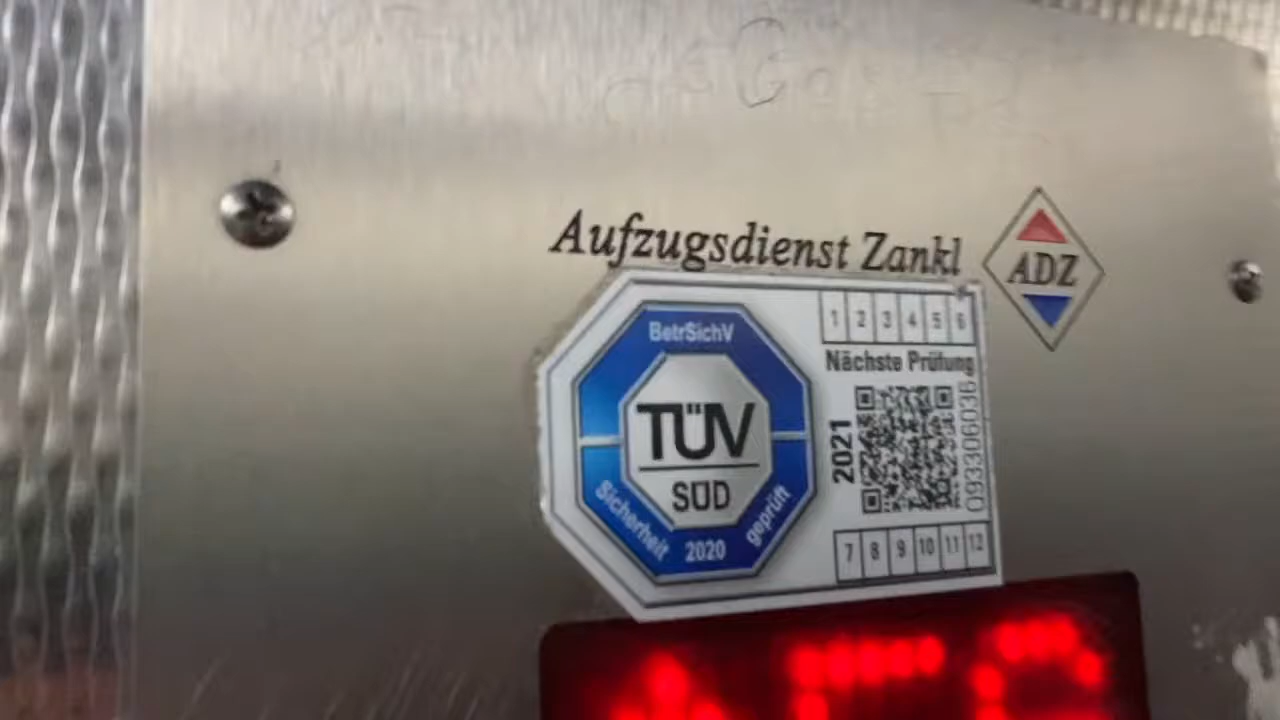 Aufzugsdienst Zankl
ADZ
BetrSichV
TÜV
SÜD
Sicherheit
geprüft
2020
1 2 3 4 5 6
Nächste Prüfung
2021
093306036
7 8 9 10 11 12